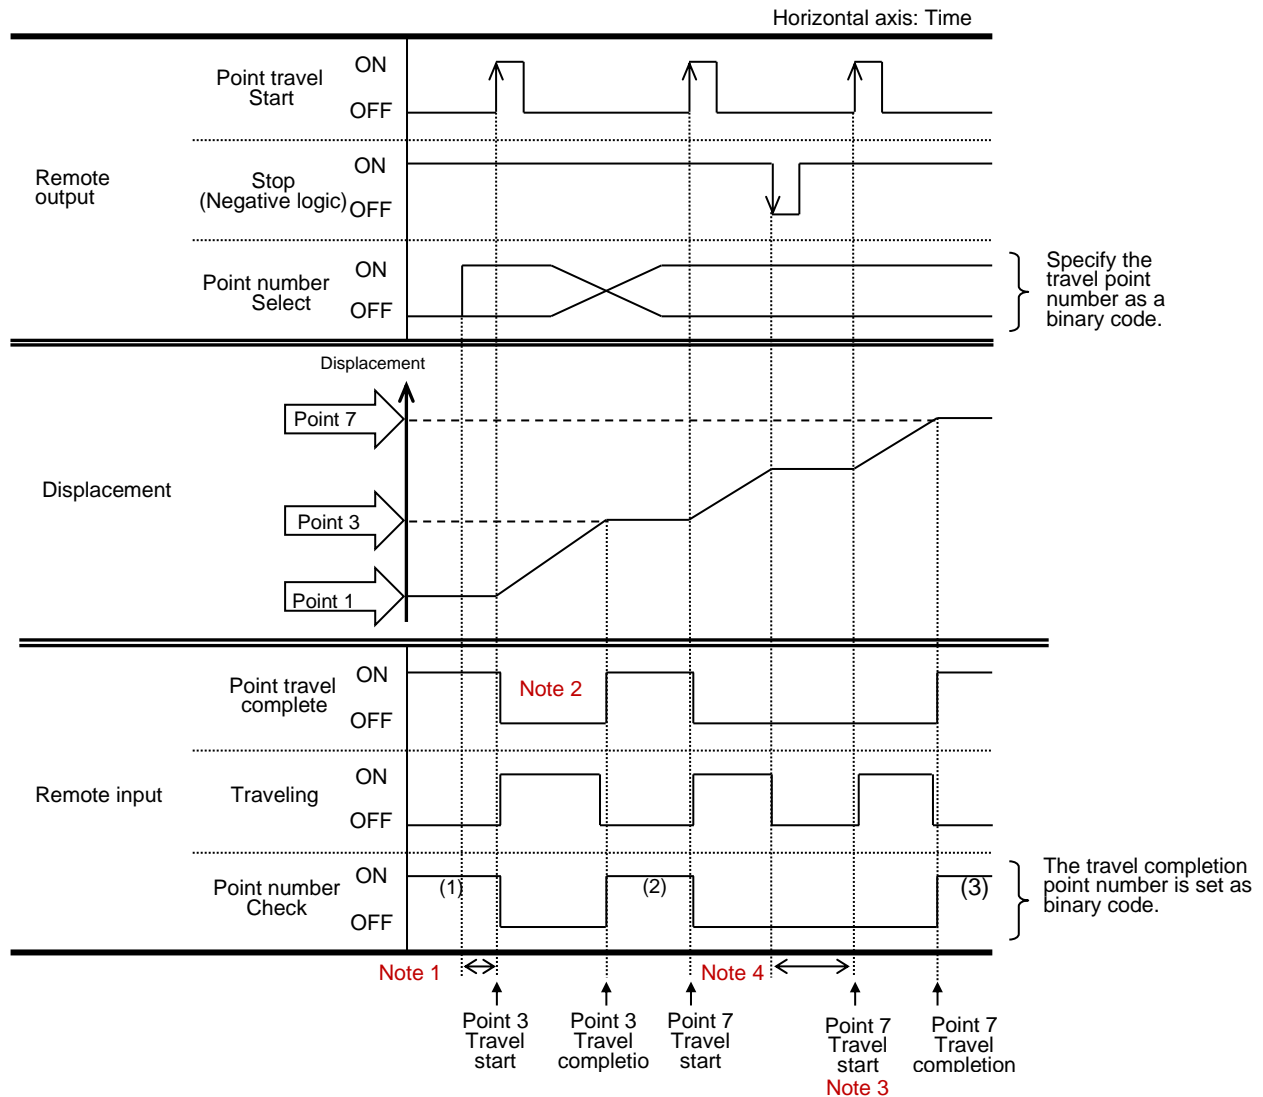 Horizontal axis: Time
Remote
output
Point travel
Start
ON
OFF
Stop
(Negative logic)
ON
OFF
Point number
Select
ON
OFF
Specify the
travel point
number as a
binary code.
Displacement
Displacement
Point 7
Point 3
Point 1
Remote input
Point travel
complete
ON
OFF
Note 2
Traveling
ON
OFF
Point number
Check
ON
OFF
(1)
(2)
(3)
The travel completion
point number is set as
binary code.
Note 1
Note 4
Point 3
Travel
start
Point 3
Travel
completio
Point 7
Travel
start
Point 7
Travel
start
Note 3
Point 7
Travel
completion